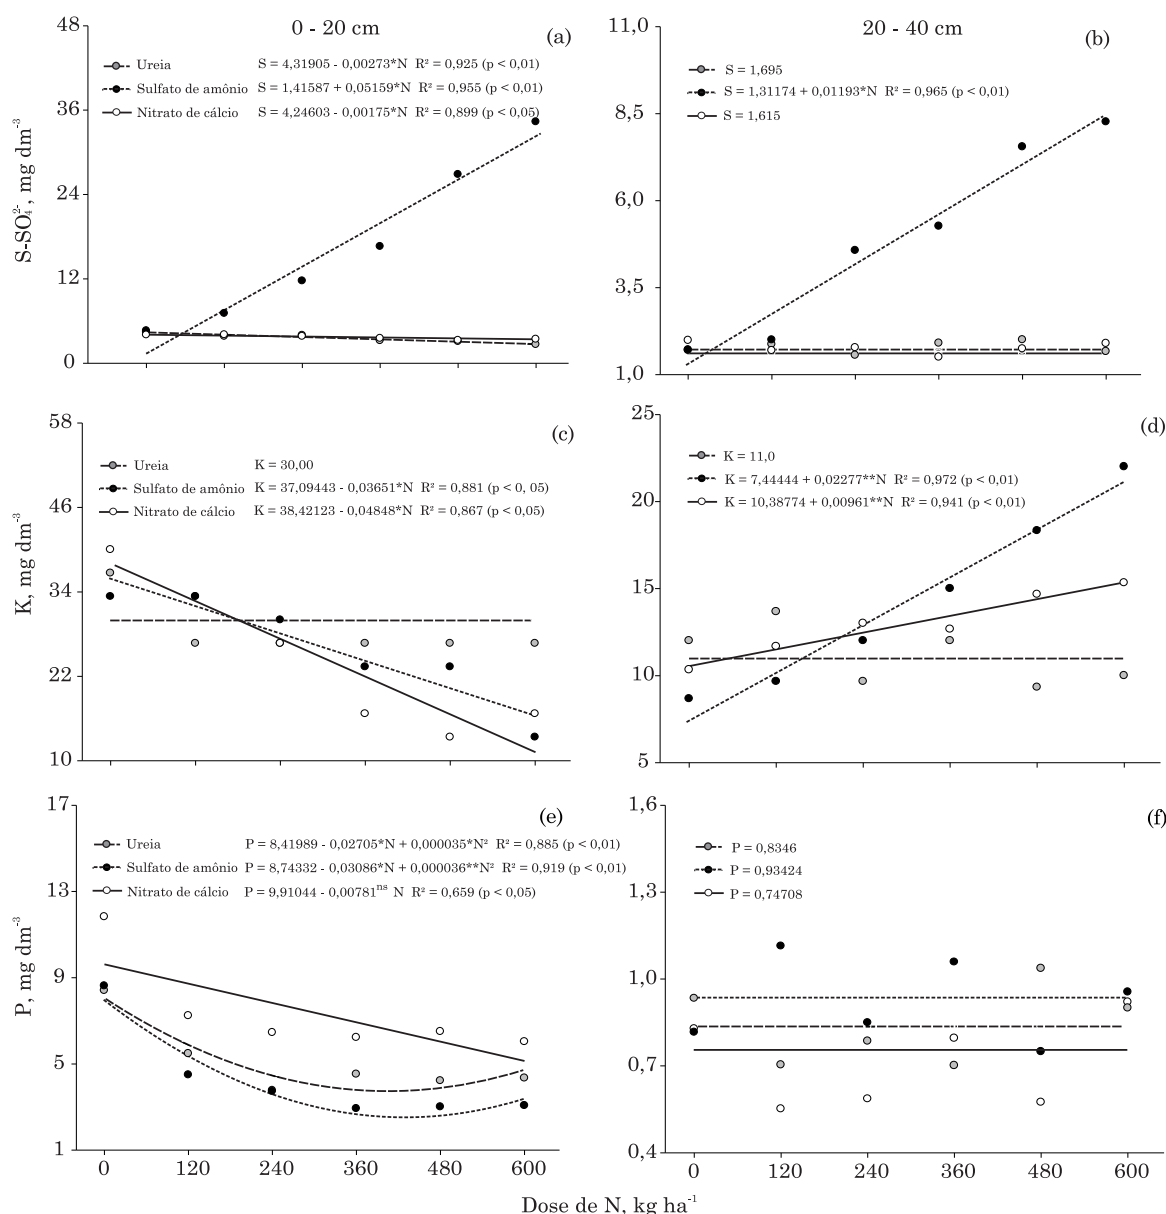 0 - 20 cm
20 - 40 cm
48
36
24
12
0
S-SO₄²⁻, mg dm⁻³
(a)
Ureia S = 4,31905 - 0,00273*N R² = 0,925 (p < 0,01)
Sulfato de amônio S = 1,41587 + 0,05159*N R² = 0,955 (p < 0,01)
Nitrato de cálcio S = 4,24603 - 0,00175*N R² = 0,899 (p < 0,05)
11,0
8,5
6,0
3,5
1,0
(b)
S = 1,695
S = 1,31174 + 0,01193*N R² = 0,965 (p < 0,01)
S = 1,615
58
46
34
22
10
K, mg dm⁻³
(c)
Ureia K = 30,00
Sulfato de amônio K = 37,09443 - 0,03651*N R² = 0,881 (p < 0, 05)
Nitrato de cálcio K = 38,42123 - 0,04848*N R² = 0,867 (p < 0,05)
25
20
15
10
5
(d)
K = 11,0
K = 7,44444 + 0,02277**N R² = 0,972 (p < 0,01)
K = 10,38774 + 0,00961**N R² = 0,941 (p < 0,01)
17
13
9
5
1
P, mg dm⁻³
(e)
Ureia P = 8,41989 - 0,02705*N + 0,000035*N² R² = 0,885 (p < 0,01)
Sulfato de amônio P = 8,74332 - 0,03086*N + 0,000036**N² R² = 0,919 (p < 0,01)
Nitrato de cálcio P = 9,91044 - 0,00781ⁿˢ N R² = 0,659 (p < 0,05)
0 120 240 360 480 600
1,6
1,3
1,0
0,7
0,4
(f)
P = 0,8346
P = 0,93424
P = 0,74708
0 120 240 360 480 600
Dose de N, kg ha⁻¹